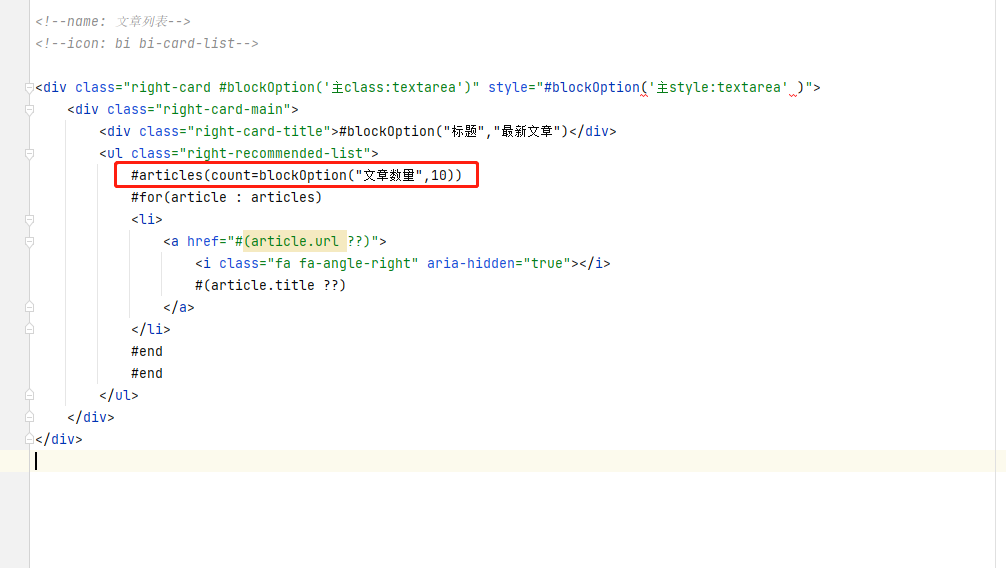 <!--name: 文章列表-->
<!--icon: bi bi-card-list-->
<div class="right-card #blockOption('主class:textarea')" style="#blockOption('主style:textarea' )">
<div class="right-card-main">
<div class="right-card-title">#blockOption("标题","最新文章")</div>
<ul class="right-recommended-list">
#articles(count=blockOption("文章数量",10))
#for(article : articles)
<li>
<a href="#(article.url ??)">
<i class="fa fa-angle-right" aria-hidden="true"></i>
#(article.title ??)
</a>
</li>
#end
#end
</ul>
</div>
</div>